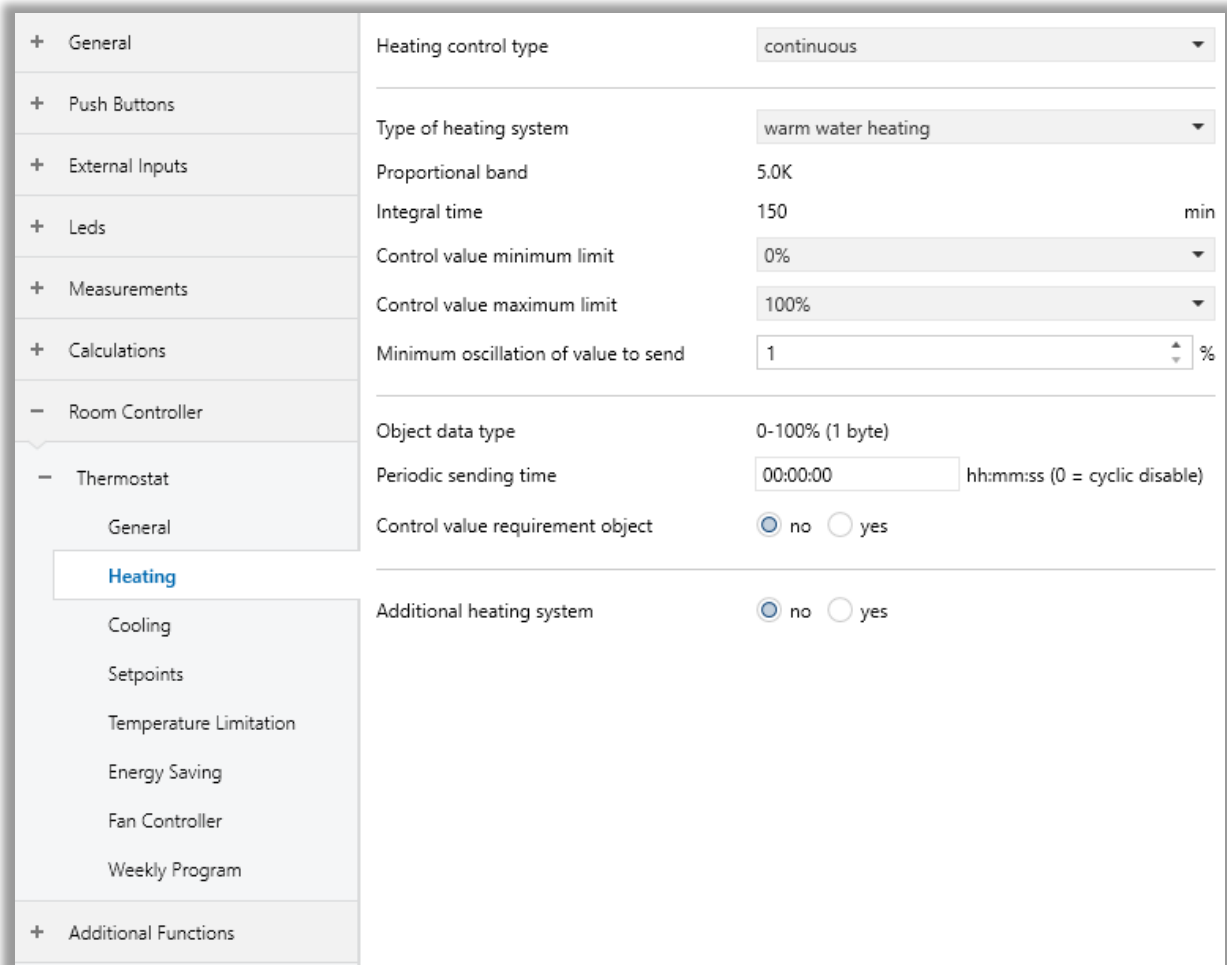 General
Push Buttons
External Inputs
Leds
Measurements
Calculations
Room Controller
Thermostat
General
Heating
Cooling
Setpoints
Temperature Limitation
Energy Saving
Fan Controller
Weekly Program
Additional Functions
Heating control type continuous
Type of heating system warm water heating
Proportional band 5.0K
Integral time 150 min
Control value minimum limit 0%
Control value maximum limit 100%
Minimum oscillation of value to send 1 %
Object data type 0-100% (1 byte)
Periodic sending time 00:00:00 hh:mm:ss (0 = cyclic disable)
Control value requirement object no yes
Additional heating system no yes